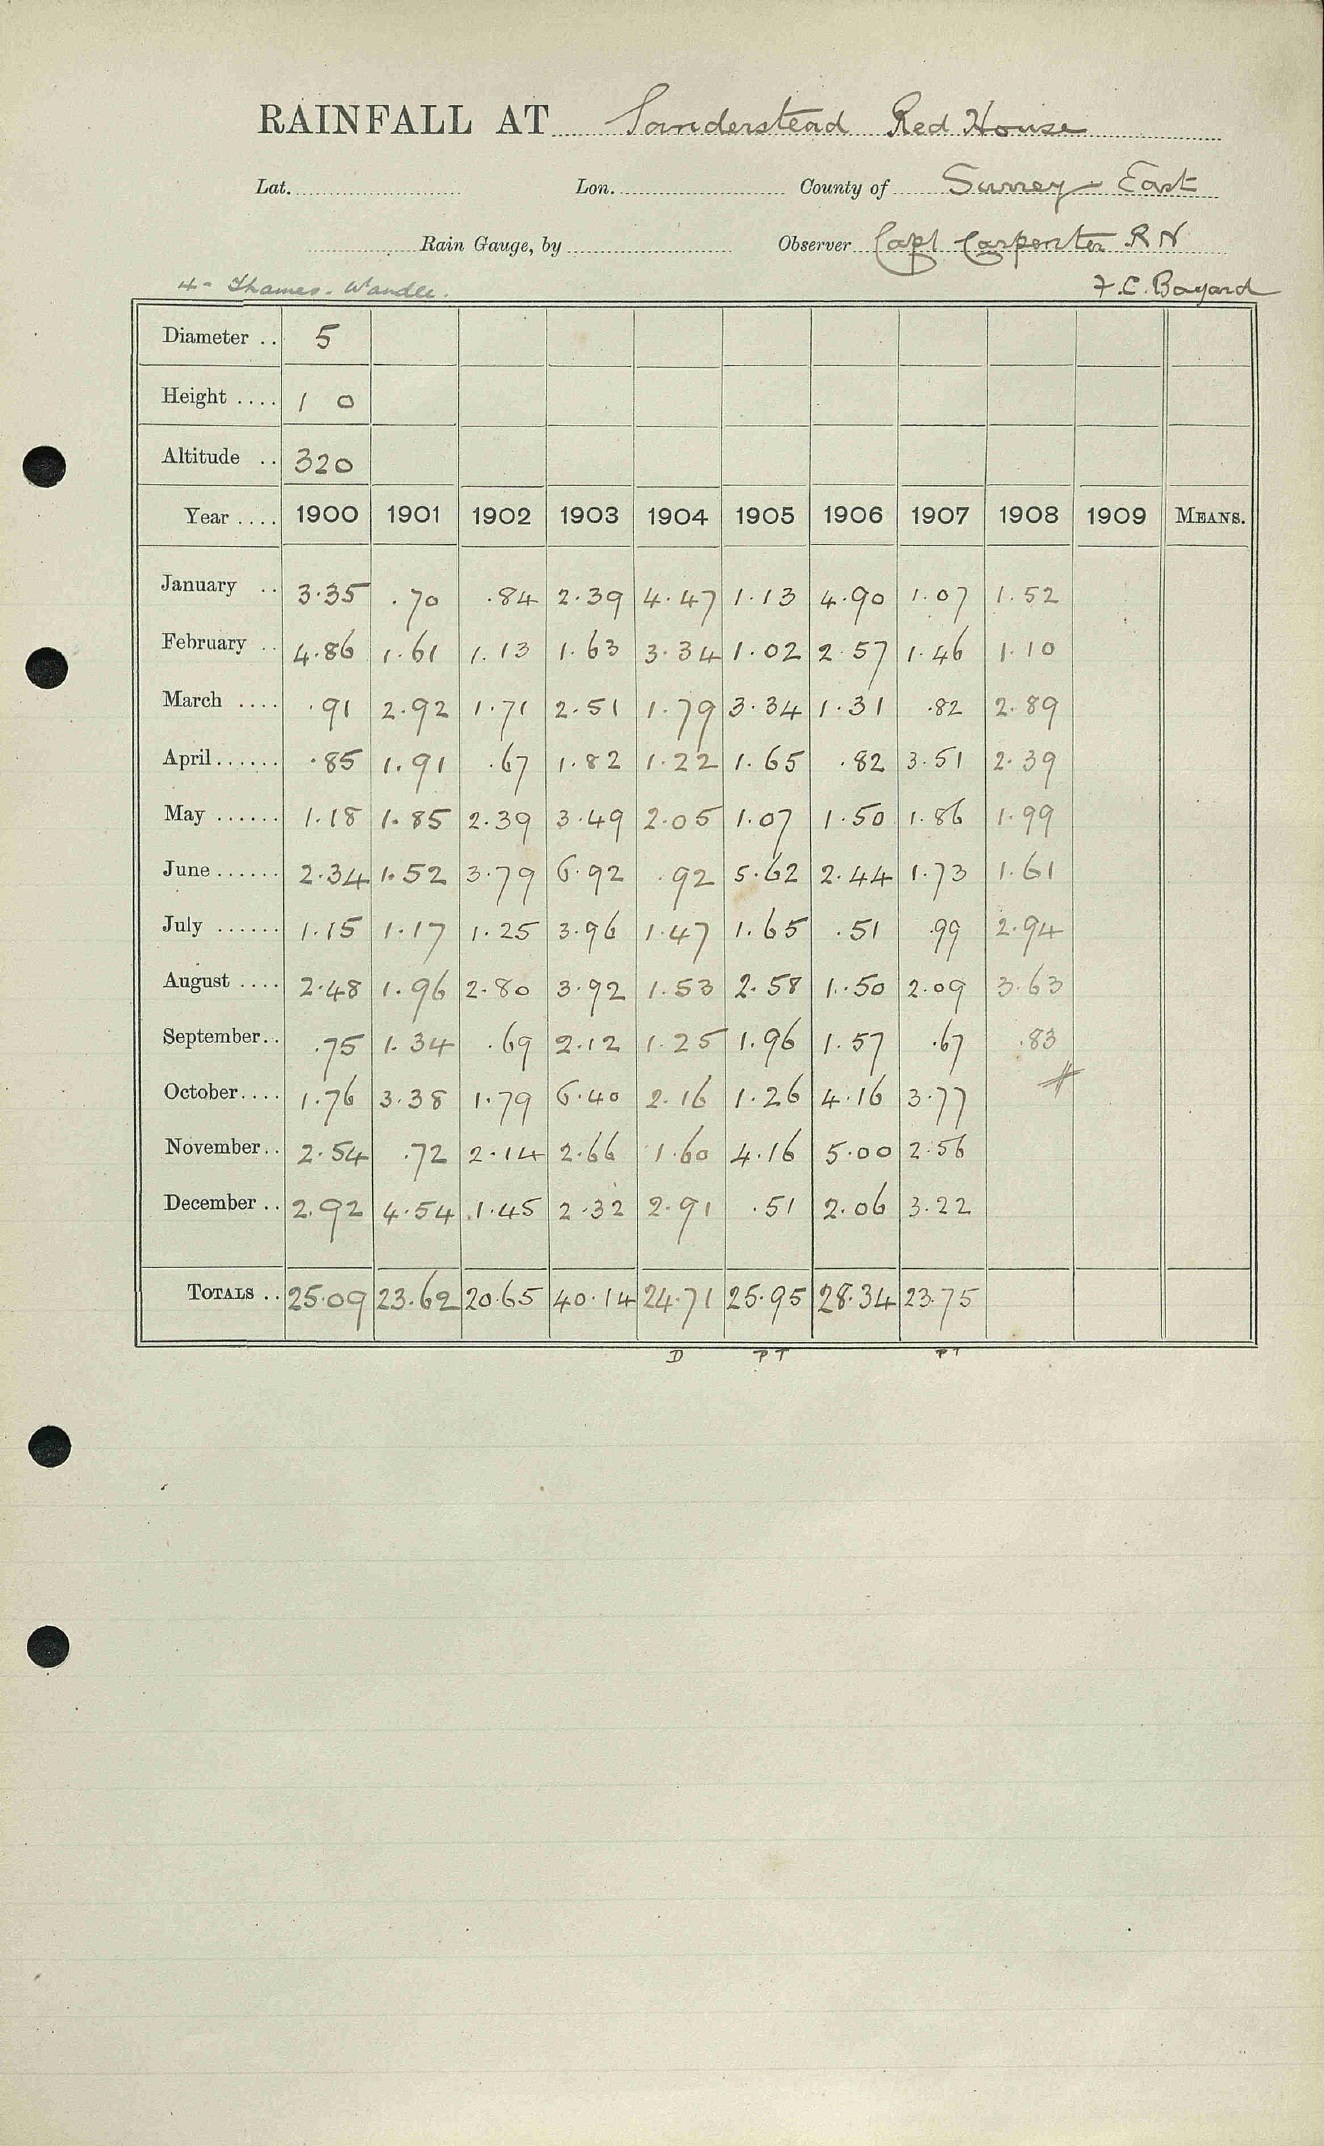 RAINFALL AT Sanderstead Red House
Lat. Lon. County of Surrey - East
Rain Gauge, by Observer Capt Carpenter RN
4 - Thames - Wandle. F. C. Bayard
Diameter .. 5
Height .... 1 0
Altitude .. 320
Year .... 1900 1901 1902 1903 1904 1905 1906 1907 1908 1909 MEANS.
January .. 3.35 .70 .84 2.39 4.47 1.13 4.90 1.07 1.52
February .. 4.86 1.61 1.13 1.63 3.34 1.02 2.57 1.46 1.10
March .... .91 2.92 1.71 2.51 1.79 3.34 1.31 .82 2.89
April ...... .85 1.91 .67 1.82 1.22 1.65 .82 3.51 2.39
May ...... 1.18 1.85 2.39 3.49 2.05 1.07 1.50 1.86 1.99
June ...... 2.34 1.52 3.79 6.92 .92 5.62 2.44 1.73 1.61
July ...... 1.15 1.17 1.25 3.96 1.47 1.65 .51 .99 2.94
August .... 2.48 1.96 2.80 3.92 1.53 2.58 1.50 2.09 3.63
September .. .75 1.34 .69 2.12 1.25 1.96 1.57 .67 .83
October .... 1.76 3.38 1.79 6.40 2.16 1.26 4.16 3.77
November .. 2.54 .72 2.14 2.66 1.60 4.16 5.00 2.56
December .. 2.92 4.54 1.45 2.32 2.91 .51 2.06 3.22
TOTALS .. 25.09 23.62 20.65 40.14 24.71 25.95 28.34 23.75
D PT PT